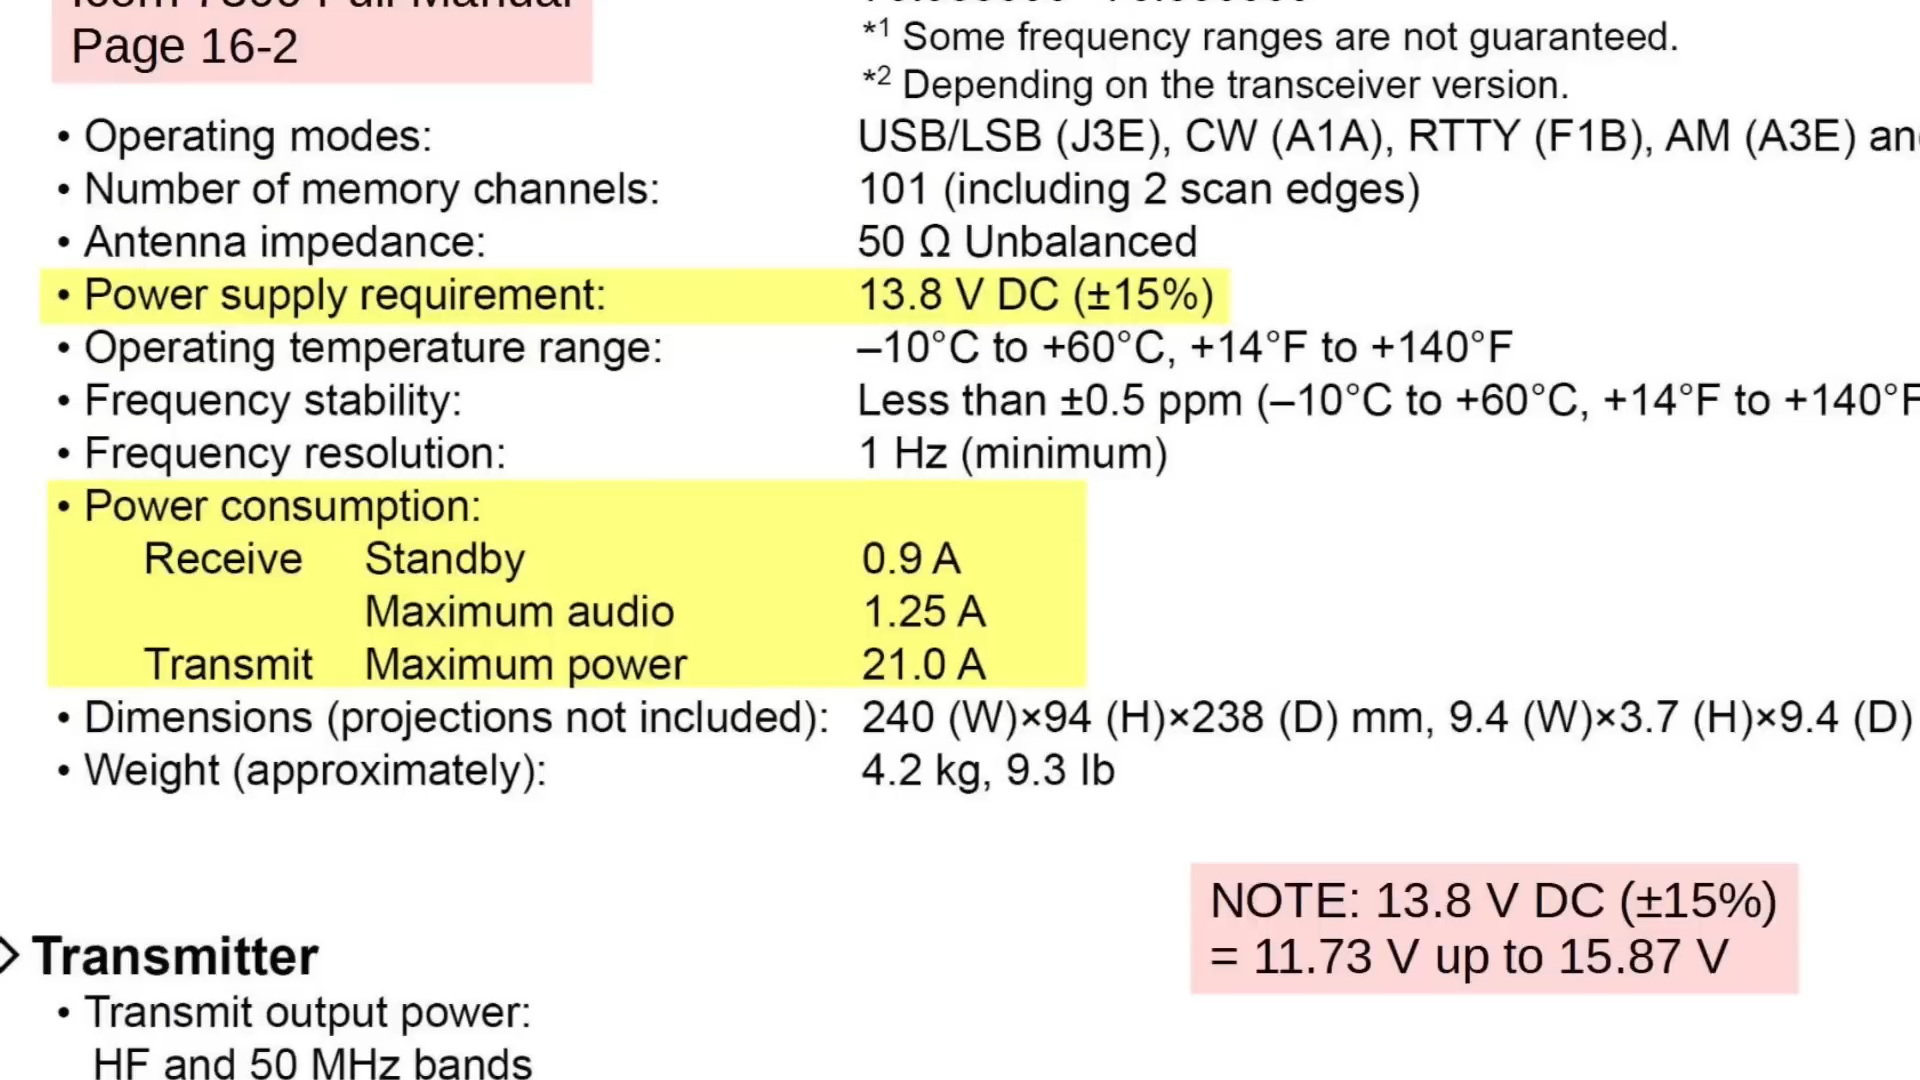 Page 16-2
*1 Some frequency ranges are not guaranteed.
*2 Depending on the transceiver version.
• Operating modes: USB/LSB (J3E), CW (A1A), RTTY (F1B), AM (A3E)
• Number of memory channels: 101 (including 2 scan edges)
• Antenna impedance: 50 Ω Unbalanced
• Power supply requirement: 13.8 V DC (±15%)
• Operating temperature range: –10°C to +60°C, +14°F to +140°F
• Frequency stability: Less than ±0.5 ppm (–10°C to +60°C, +14°F to +140°F
• Frequency resolution: 1 Hz (minimum)
• Power consumption:
Receive Standby 0.9 A
Maximum audio 1.25 A
Transmit Maximum power 21.0 A
• Dimensions (projections not included): 240 (W)×94 (H)×238 (D) mm, 9.4 (W)×3.7 (H)×9.4 (D)
• Weight (approximately): 4.2 kg, 9.3 lb
NOTE: 13.8 V DC (±15%)
= 11.73 V up to 15.87 V
Transmitter
• Transmit output power:
HF and 50 MHz bands